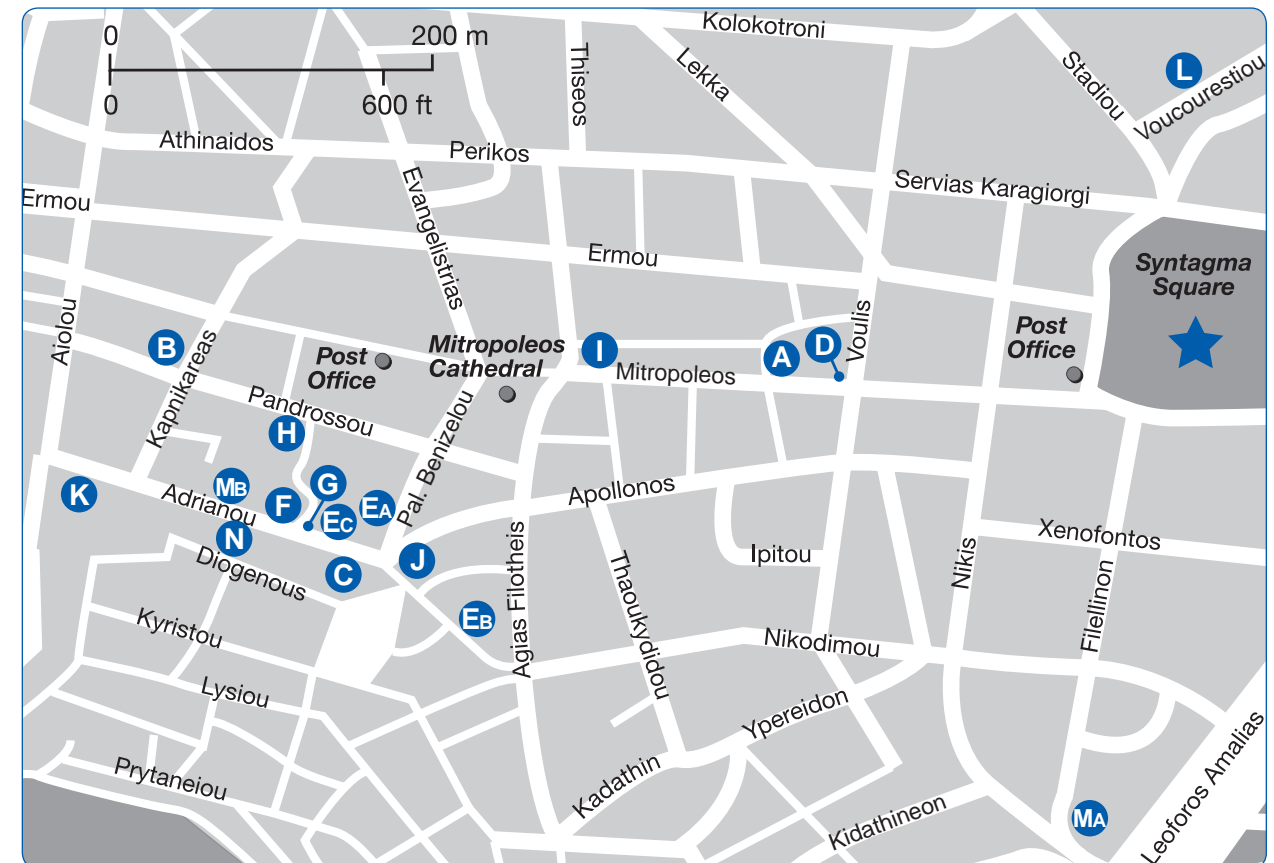 0
200 m
0
600 ft
Kolokotroni
Thiseos
Lekka
Stadiou
L
Voucourestiou
Athinaidos
Perikos
Evangelistrias
Servias Karagiorgi
Ermou
Ermou
Syntagma
Square
Aiolou
B
Kapnikareas
Post
Office
Mitropoleos
Cathedral
I
Mitropoleos
A
D
Voulis
Post
Office
Pandrossou
H
Pal. Benizelou
K
MB
Adrianou
F
G
EC
EA
N
Diogenous
C
J
EB
Apollonos
Agias Filotheis
Thaoukydidou
Ipitou
Nikis
Xenofontos
Filellinon
Kyristou
Lysiou
Prytaneiou
Nikodimou
Ypereidon
Kadathin
Kidathineon
MA
Leoforos Amalias